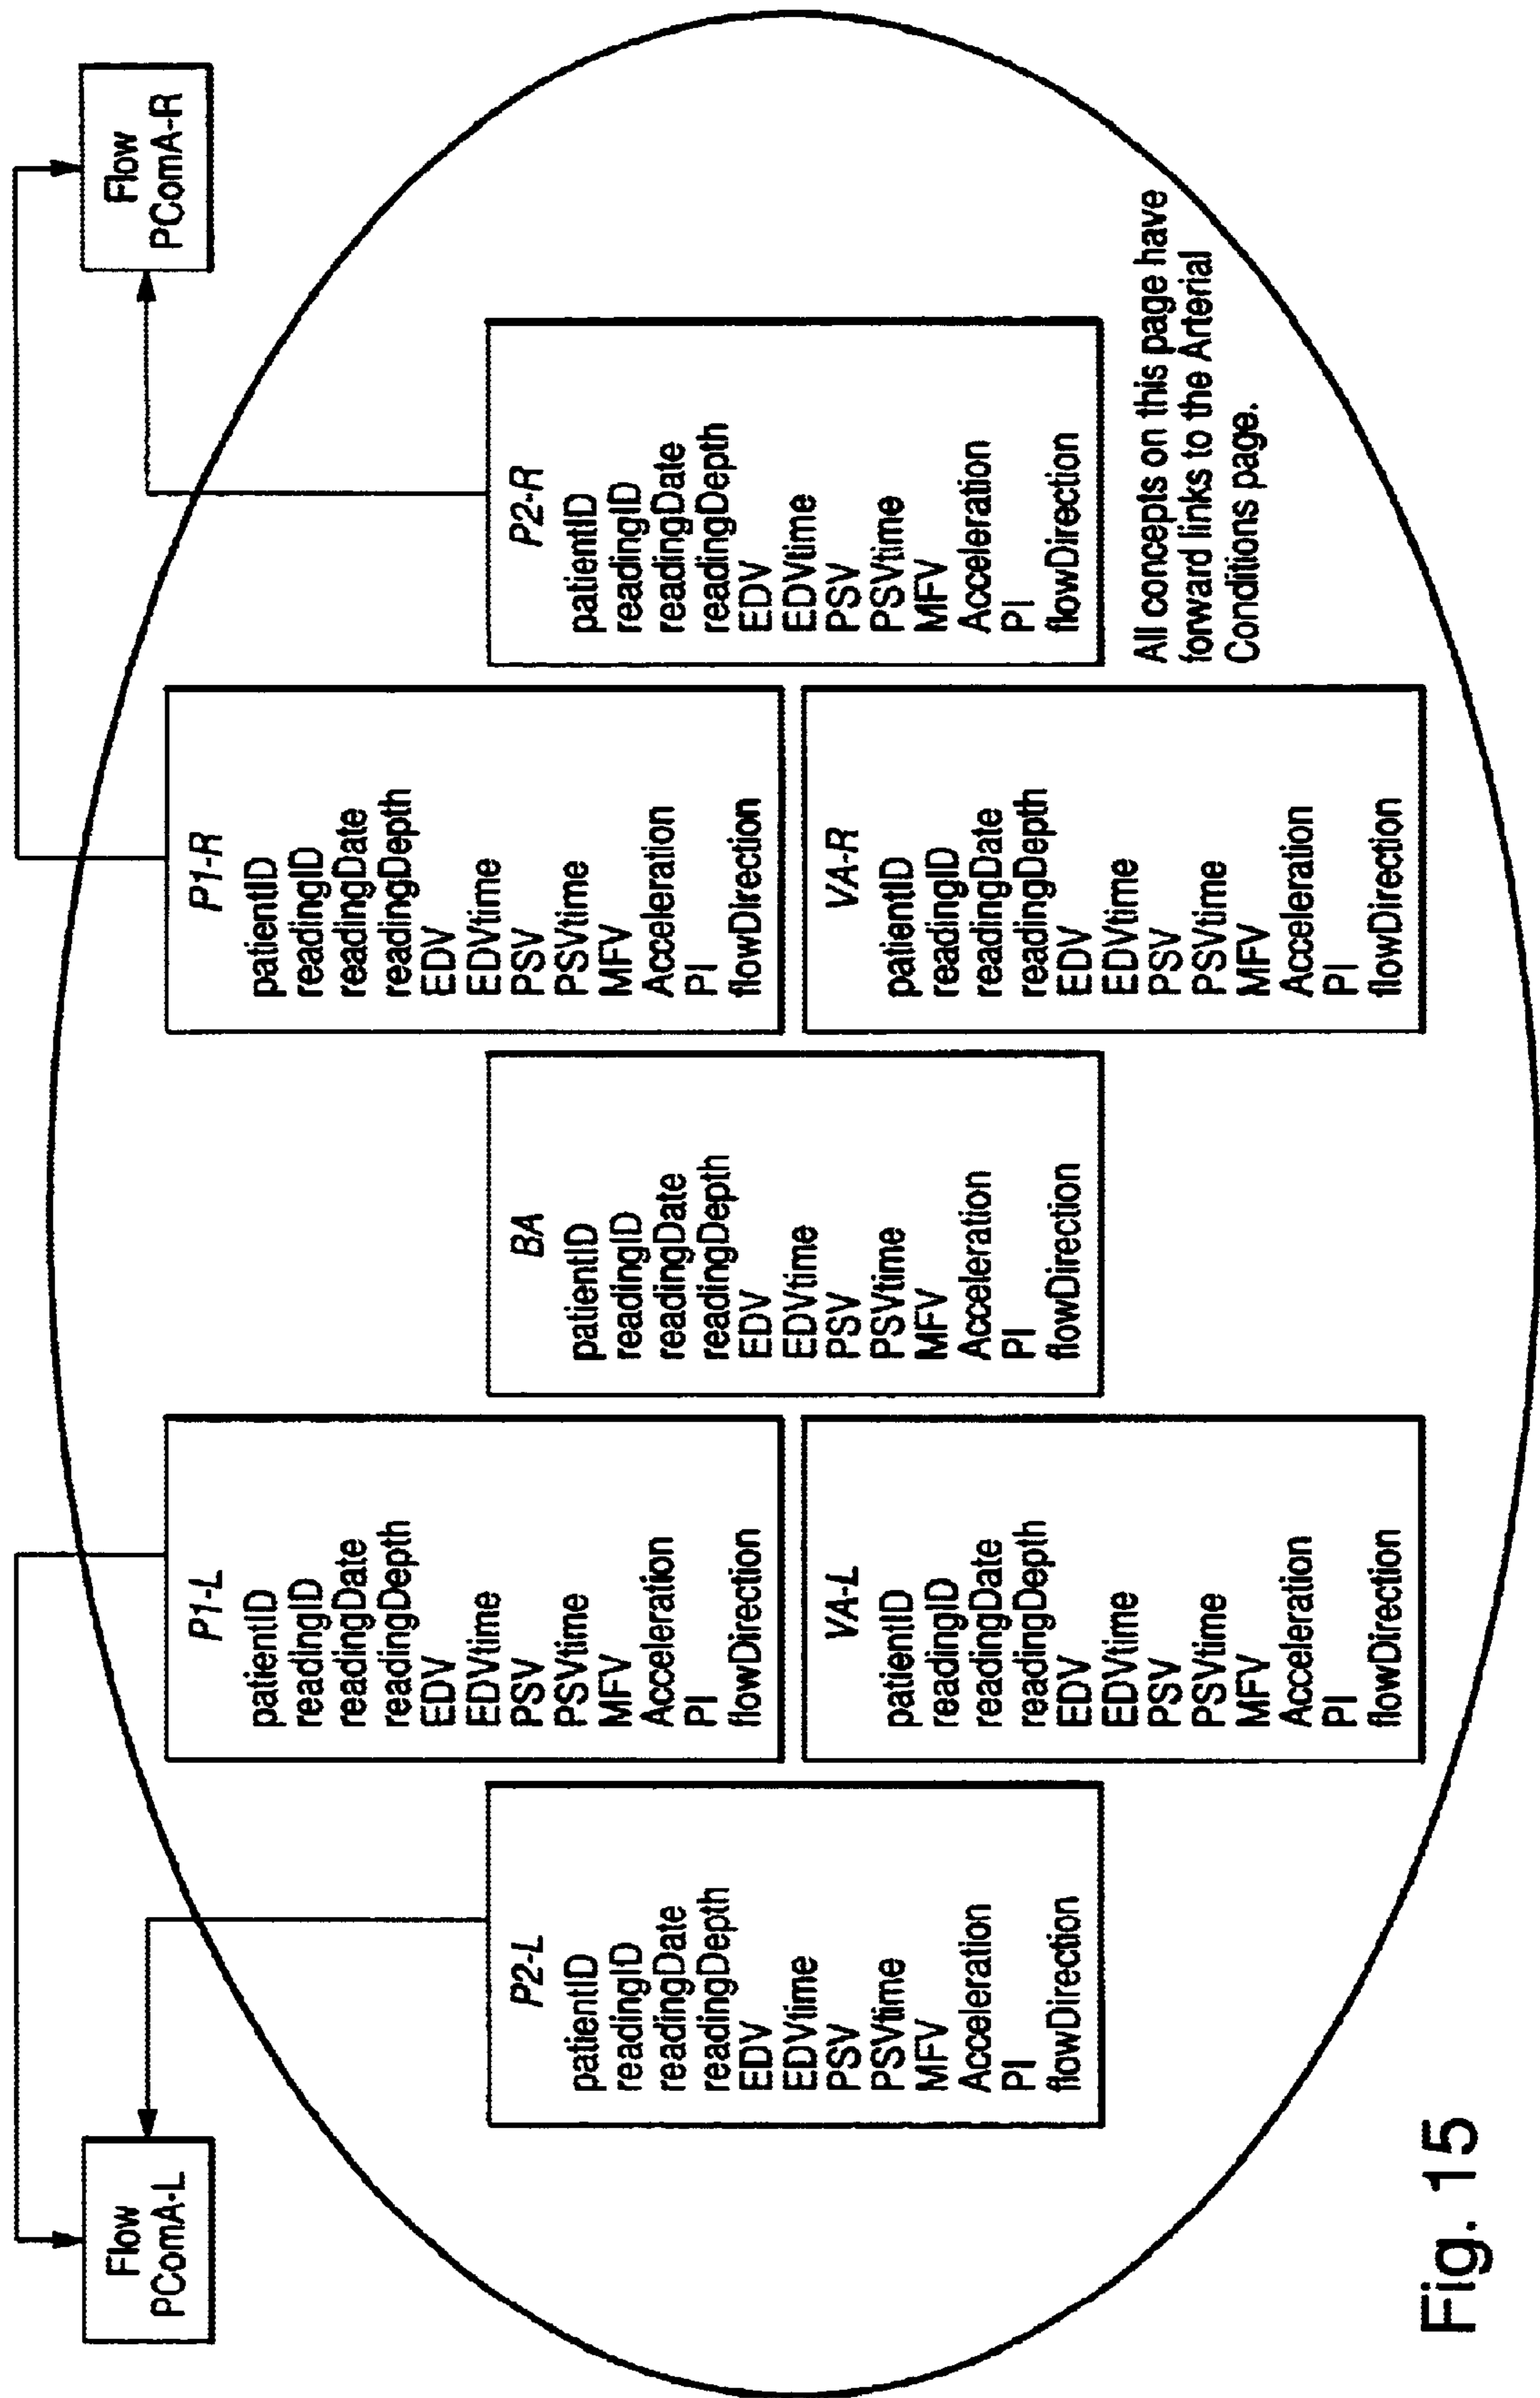 Flow
PComA-L
Flow
PComA-R
P2-L
patientID
readingID
readingDate
readingDepth
EDV
EDVtime
PSV
PSVtime
MFV
Acceleration
PI
flowDirection
P1-L
patientID
readingID
readingDate
readingDepth
EDV
EDVtime
PSV
PSVtime
MFV
Acceleration
PI
flowDirection
VA-L
patientID
readingID
readingDate
readingDepth
EDV
EDVtime
PSV
PSVtime
MFV
Acceleration
PI
flowDirection
BA
patientID
readingID
readingDate
readingDepth
EDV
EDVtime
PSV
PSVtime
MFV
Acceleration
PI
flowDirection
P1-R
patientID
readingID
readingDate
readingDepth
EDV
EDVtime
PSV
PSVtime
MFV
Acceleration
PI
flowDirection
VA-R
patientID
readingID
readingDate
readingDepth
EDV
EDVtime
PSV
PSVtime
MFV
Acceleration
PI
flowDirection
P2-R
patientID
readingID
readingDate
readingDepth
EDV
EDVtime
PSV
PSVtime
MFV
Acceleration
PI
flowDirection
All concepts on this page have
forward links to the Arterial
Conditions page.
Fig. 15